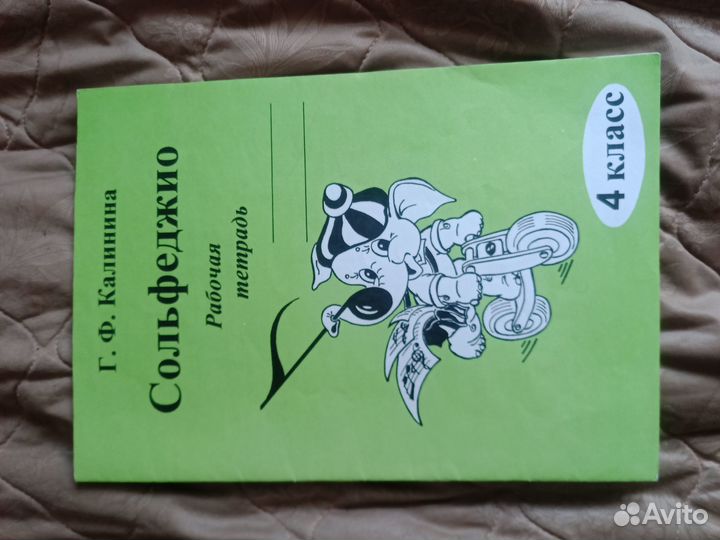 Г. Ф. Калинина
Сольфеджио
Рабочая
тетрадь
4 класс
Avito